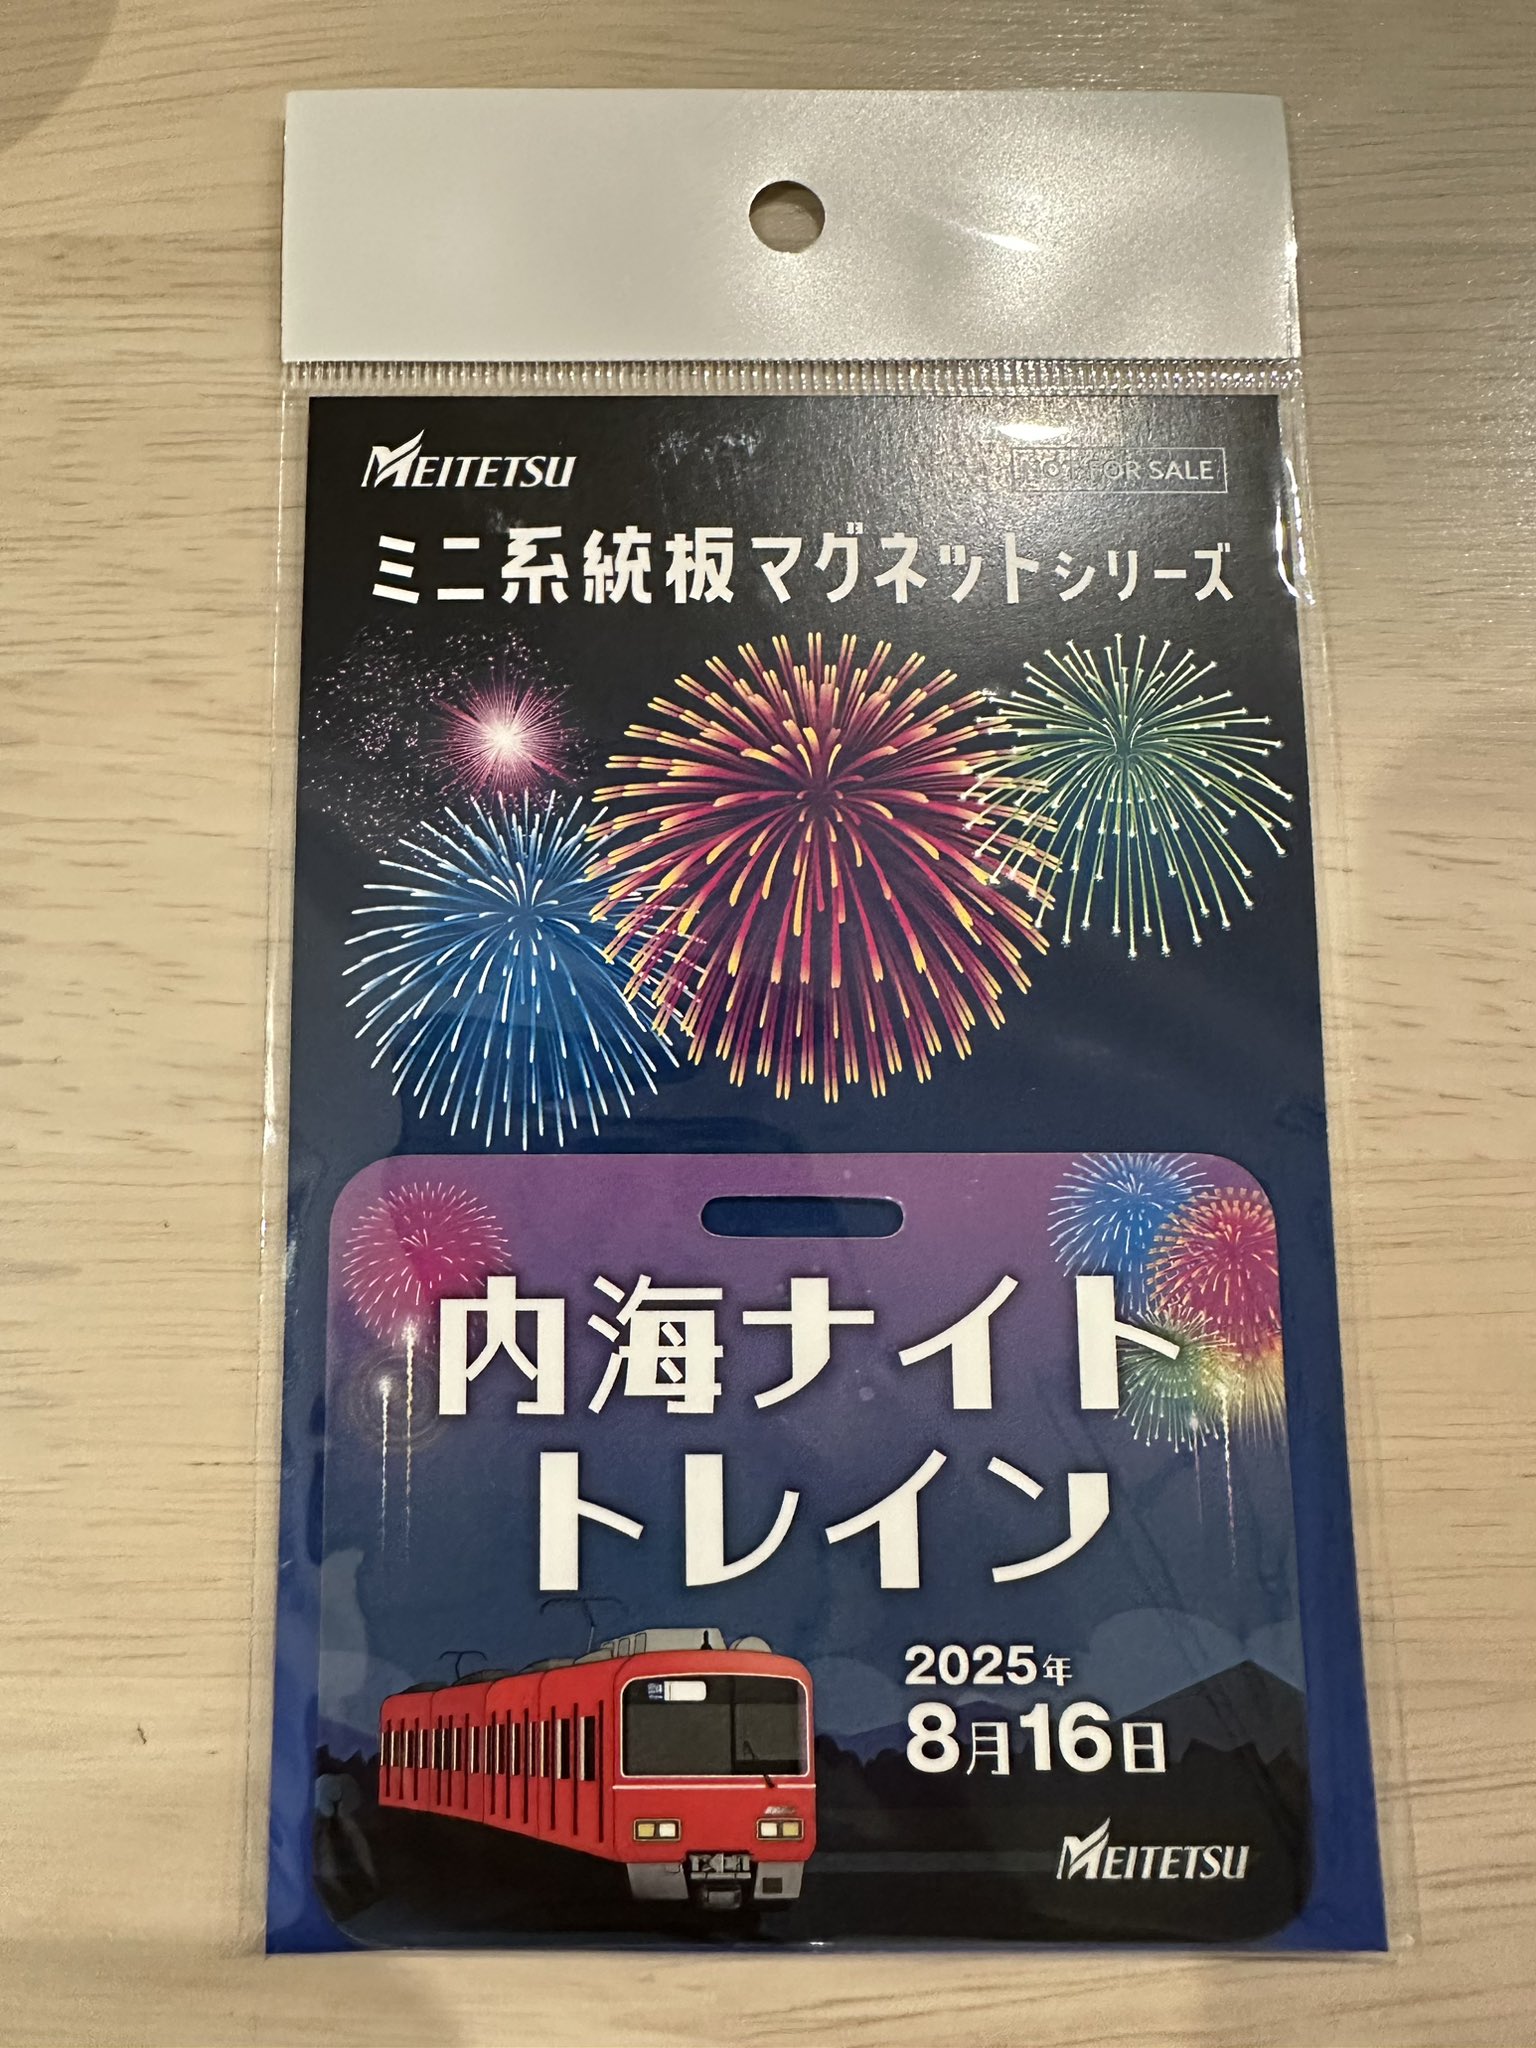 MEITETSU
NOT FOR SALE
ミニ系統板マグネットシリーズ
内海ナイト
トレイン
2025年
8月16日
MEITETSU